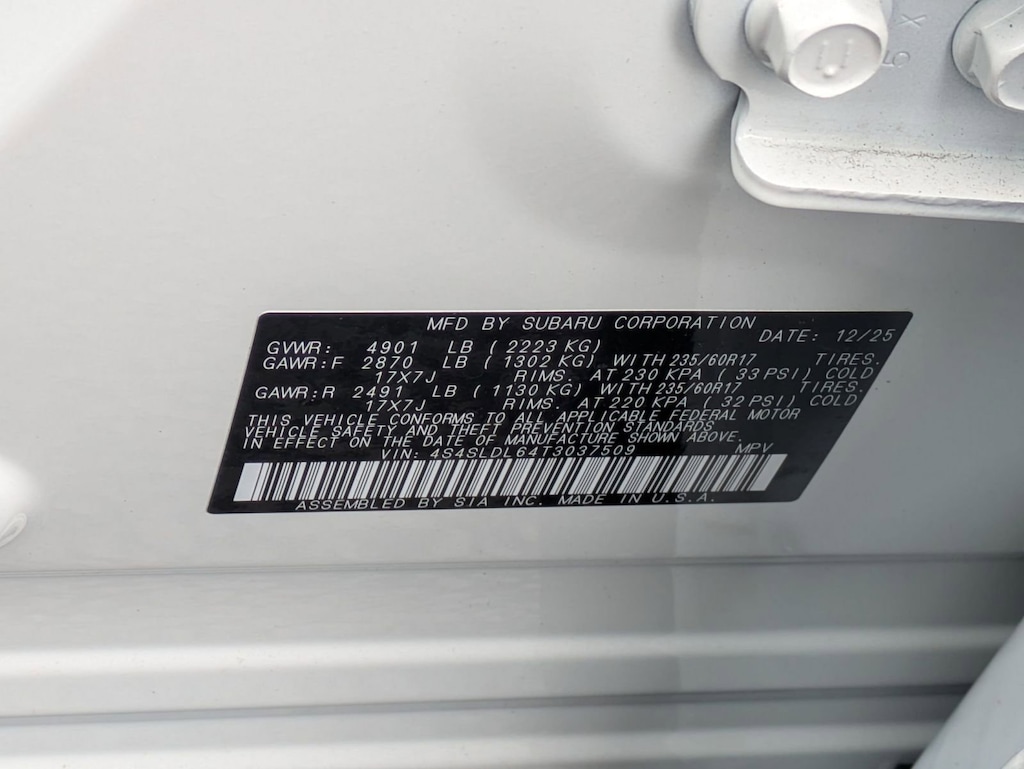 U
X
9
MFD BY SUBARU CORPORATION
DATE: 12/25
GVWR: 4901 LB (2223 KG)
GAWR:F 2870 LB (1302 KG) WITH 235/60R17 TIRES.
17X7J RIMS. AT 230 KPA (33 PSI) COLD
GAWR:R 2491 LB (1130 KG) WITH 235/60R17 TIRES.
17X7J RIMS. AT 220 KPA (32 PSI) COLD
THIS VEHICLE CONFORMS TO ALL APPLICABLE FEDERAL MOTOR
VEHICLE SAFETY AND THEFT PREVENTION STANDARDS
IN EFFECT ON THE DATE OF MANUFACTURE SHOWN ABOVE.
VIN: 4S4SLDL64T3037509 MPV
ASSEMBLED BY SIA INC. MADE IN U.S.A.